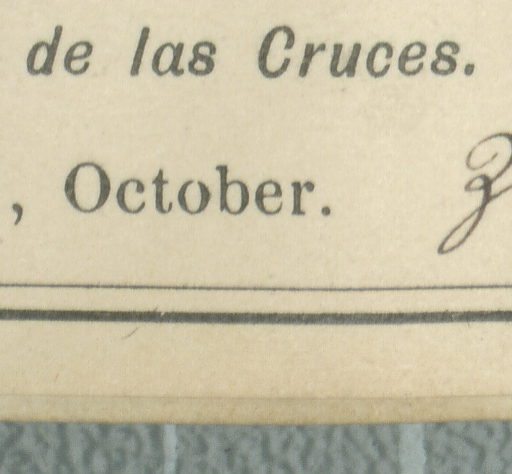 de las Cruces.
, October.